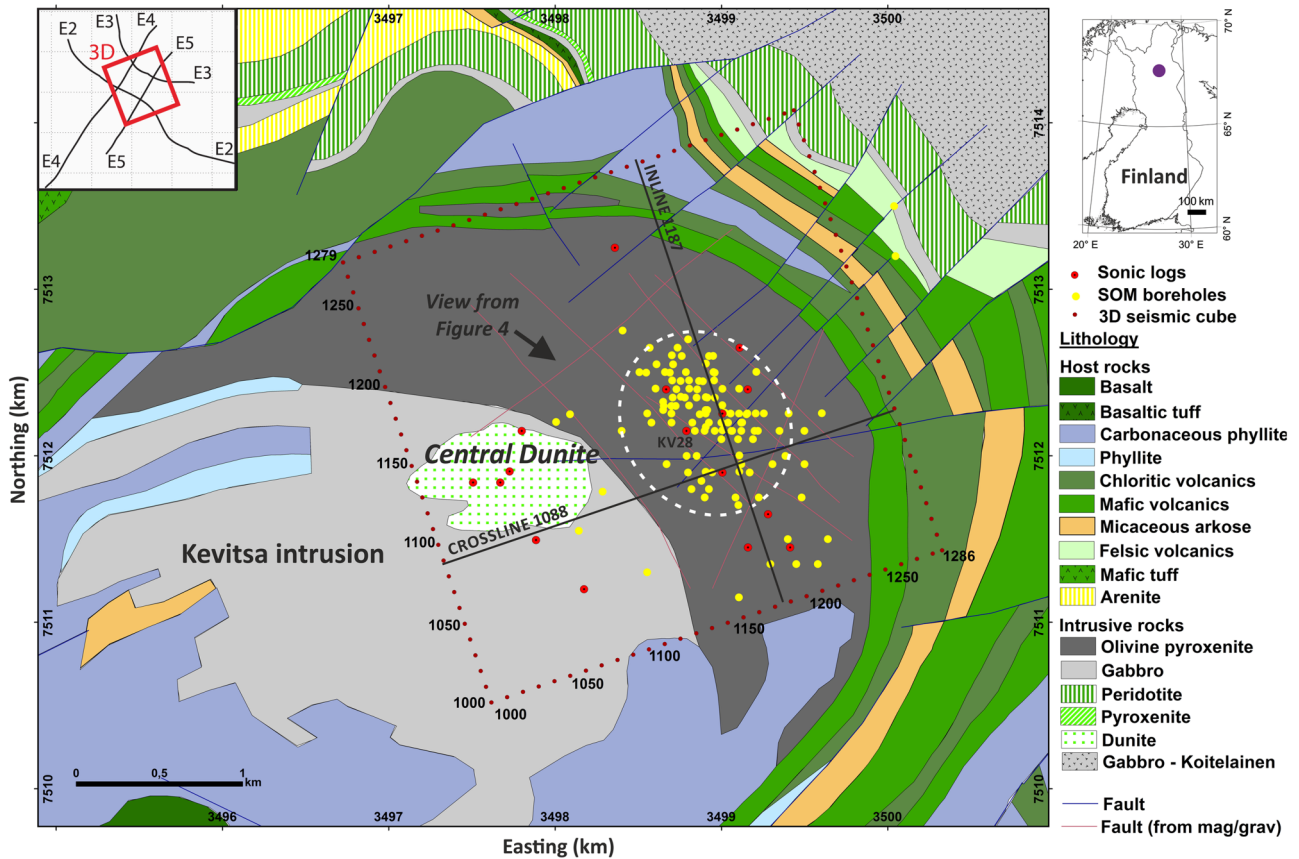 3497
3498
3499
3500
E2
E3
E4
E5
3D
E3
E4
E5
E2
70° N
65° N
60° N
Finland
100 km
20° E
30° E
7514
7513
7512
7511
7510
7513
7512
7511
7510
Northing (km)
INLINE 1187
1279
1250
View from
Figure 4
1200
KV28
Central Dunite
1150
CROSSLINE 1088
1100
Kevitsa intrusion
1286
1250
1200
1150
1050
1100
1050
1000
1000
0
0,5
1
km
3496
3497
3498
3499
3500
Easting (km)
Sonic logs
SOM boreholes
3D seismic cube
Lithology
Host rocks
Basalt
Basaltic tuff
Carbonaceous phyllite
Phyllite
Chloritic volcanics
Mafic volcanics
Micaceous arkose
Felsic volcanics
Mafic tuff
Arenite
Intrusive rocks
Olivine pyroxenite
Gabbro
Peridotite
Pyroxenite
Dunite
Gabbro - Koitelainen
Fault
Fault (from mag/grav)